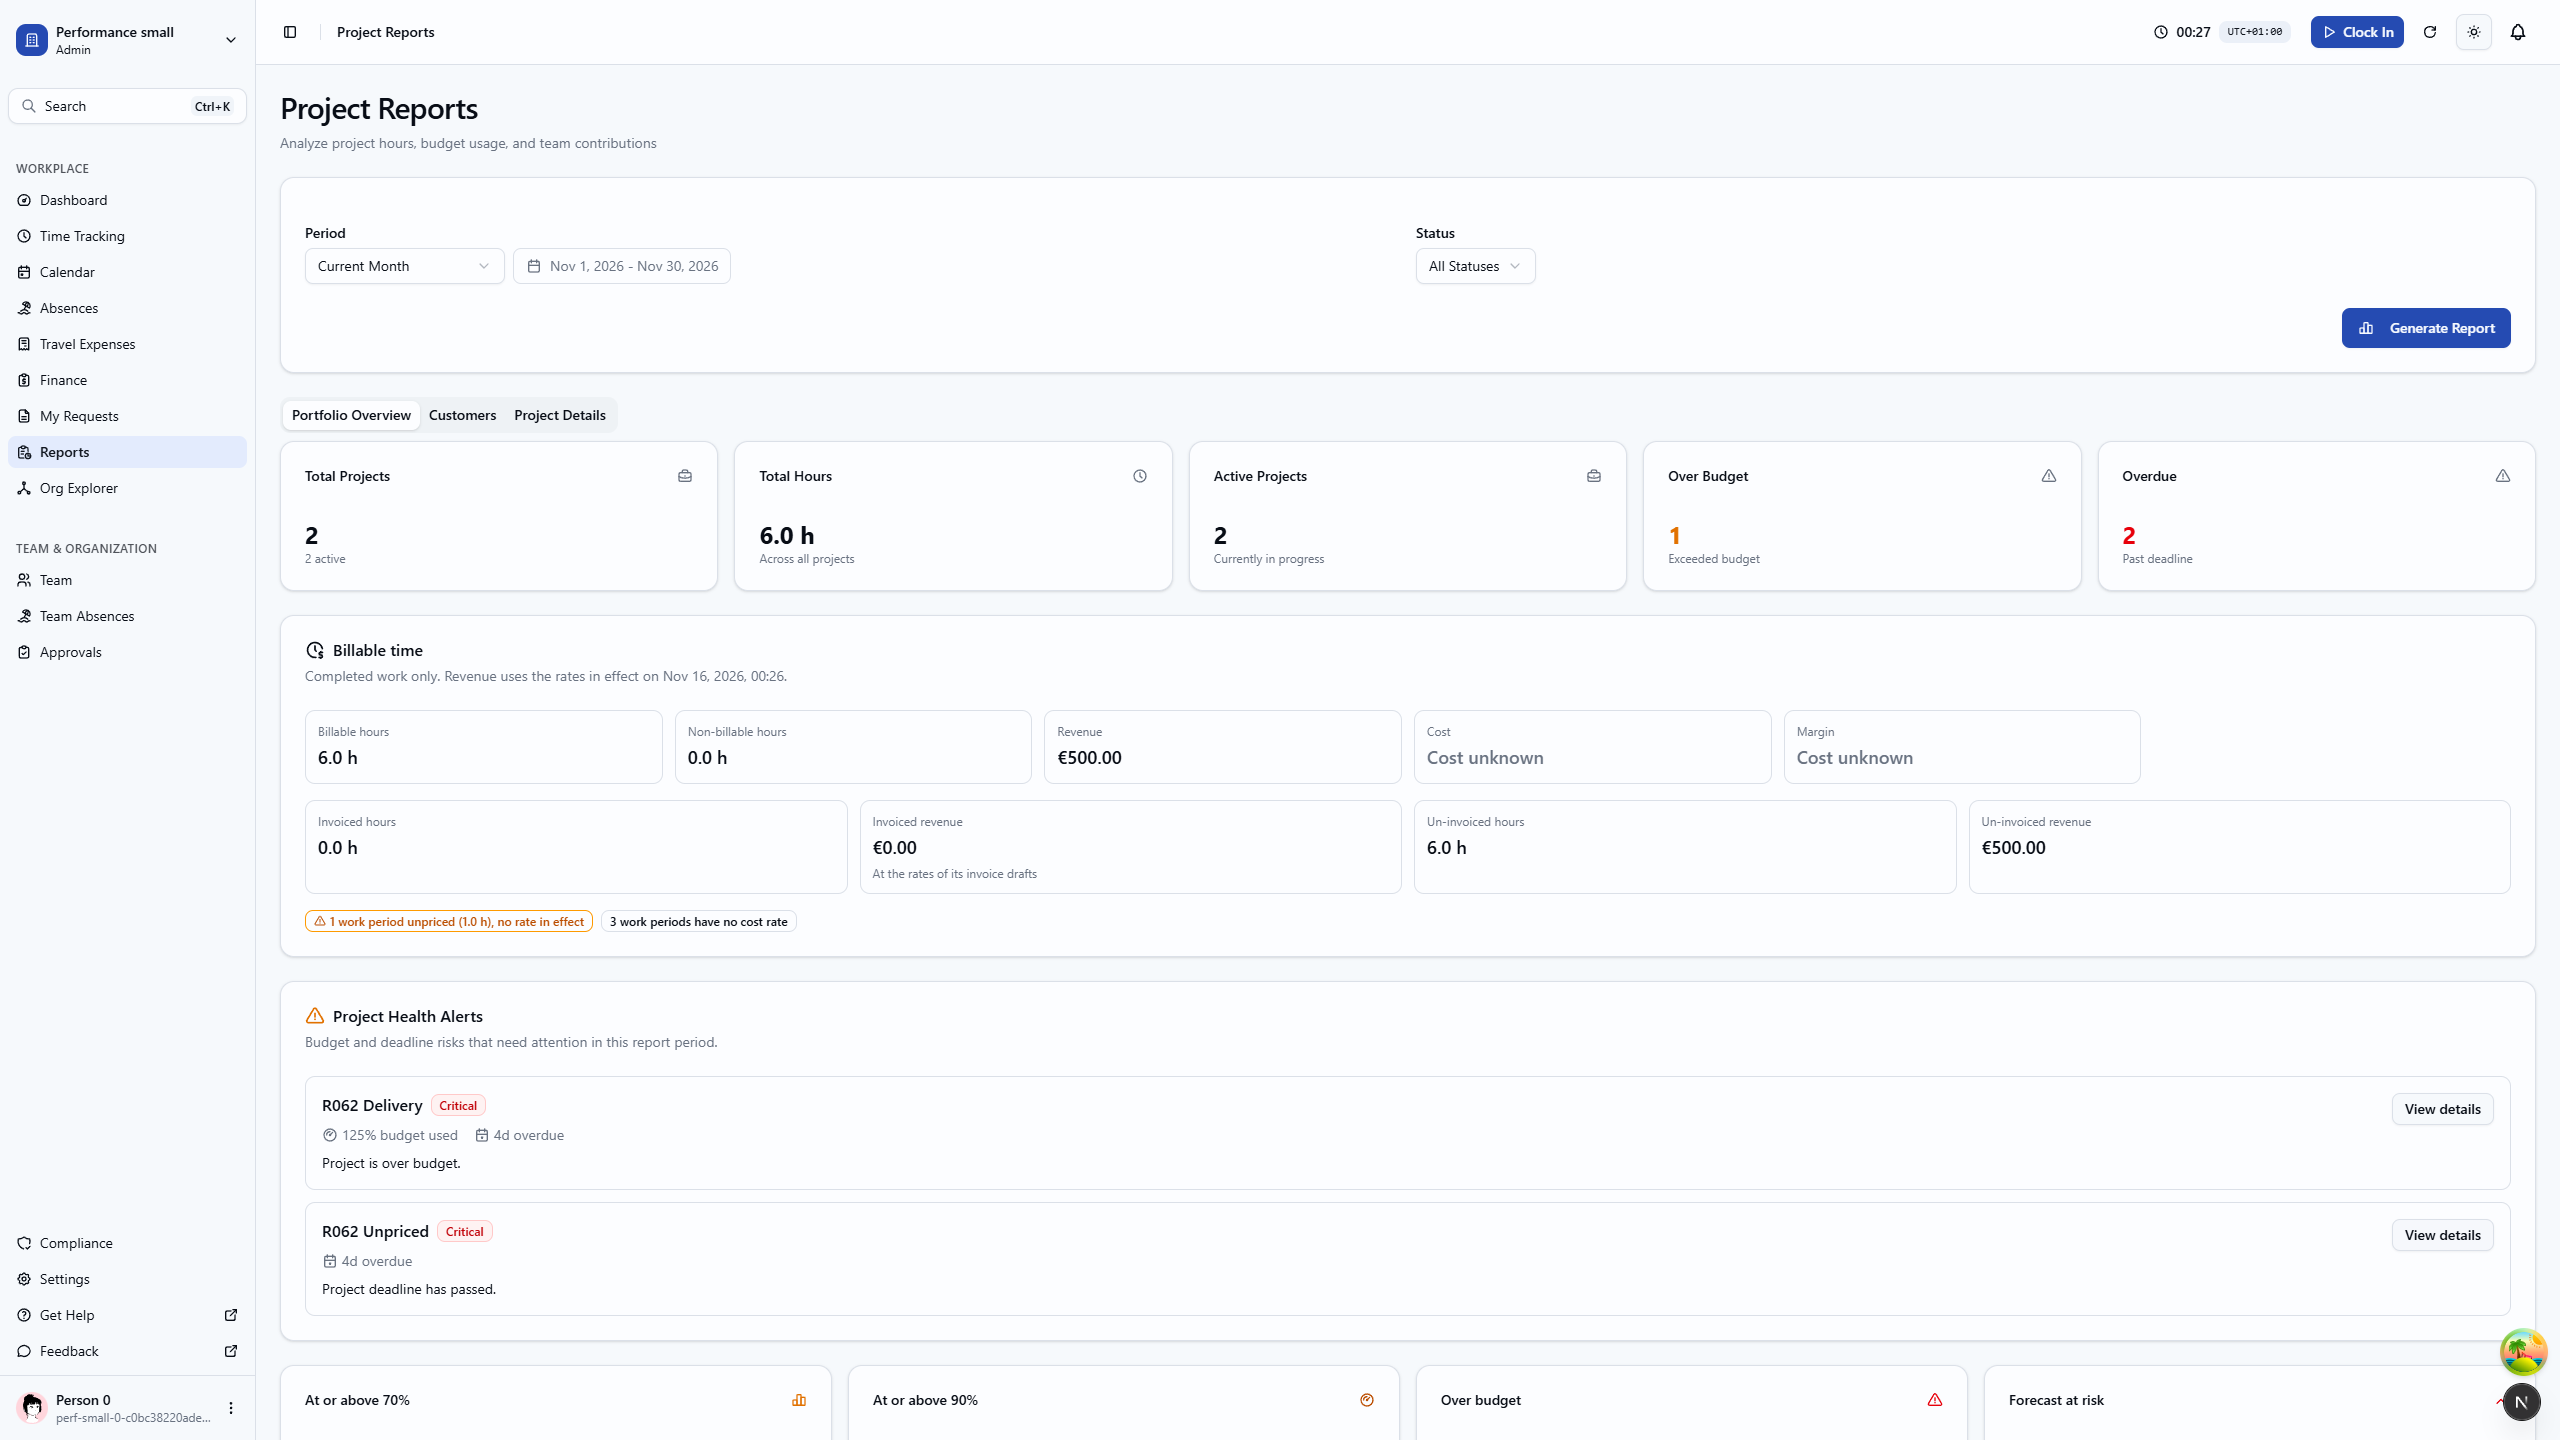 Performance small
Admin
Search
Ctrl+K
WORKPLACE
Dashboard
Time Tracking
Calendar
Absences
Travel Expenses
Finance
My Requests
Reports
Org Explorer
TEAM & ORGANIZATION
Team
Team Absences
Approvals
Compliance
Settings
Get Help
Feedback
Person 0
perf-small-0-c0bc38220ade...
Project Reports
00:27
UTC+01:00
Clock In
Project Reports
Analyze project hours, budget usage, and team contributions
Period
Current Month
Nov 1, 2026 - Nov 30, 2026
Status
All Statuses
Generate Report
Portfolio Overview
Customers
Project Details
Total Projects
2
2 active
Total Hours
6.0 h
Across all projects
Active Projects
2
Currently in progress
Over Budget
1
Exceeded budget
Overdue
2
Past deadline
Billable time
Completed work only. Revenue uses the rates in effect on Nov 16, 2026, 00:26.
Billable hours
6.0 h
Non-billable hours
0.0 h
Revenue
€500.00
Cost
Cost unknown
Margin
Cost unknown
Invoiced hours
0.0 h
Invoiced revenue
€0.00
At the rates of its invoice drafts
Un-invoiced hours
6.0 h
Un-invoiced revenue
€500.00
1 work period unpriced (1.0 h), no rate in effect
3 work periods have no cost rate
Project Health Alerts
Budget and deadline risks that need attention in this report period.
R062 Delivery
Critical
125% budget used
4d overdue
Project is over budget.
View details
R062 Unpriced
Critical
4d overdue
Project deadline has passed.
View details
At or above 70%
At or above 90%
Over budget
Forecast at risk
N